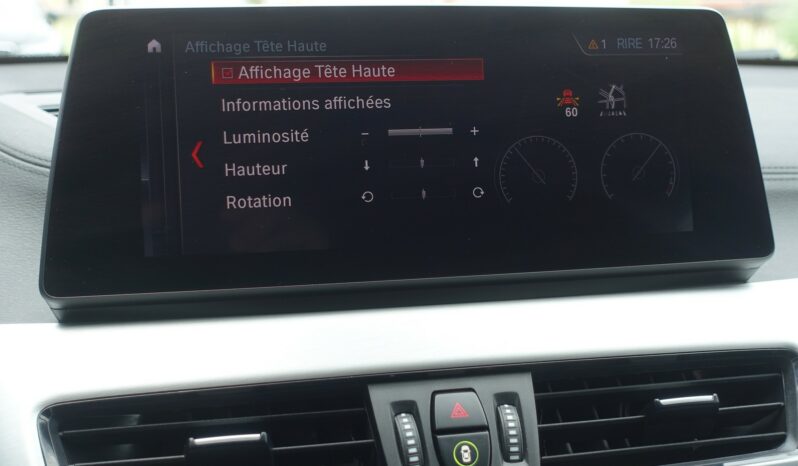 Affichage Tête Haute
1 RIRE 17:26
Affichage Tête Haute
Informations affichées
60
Luminosité - +
Hauteur
Rotation